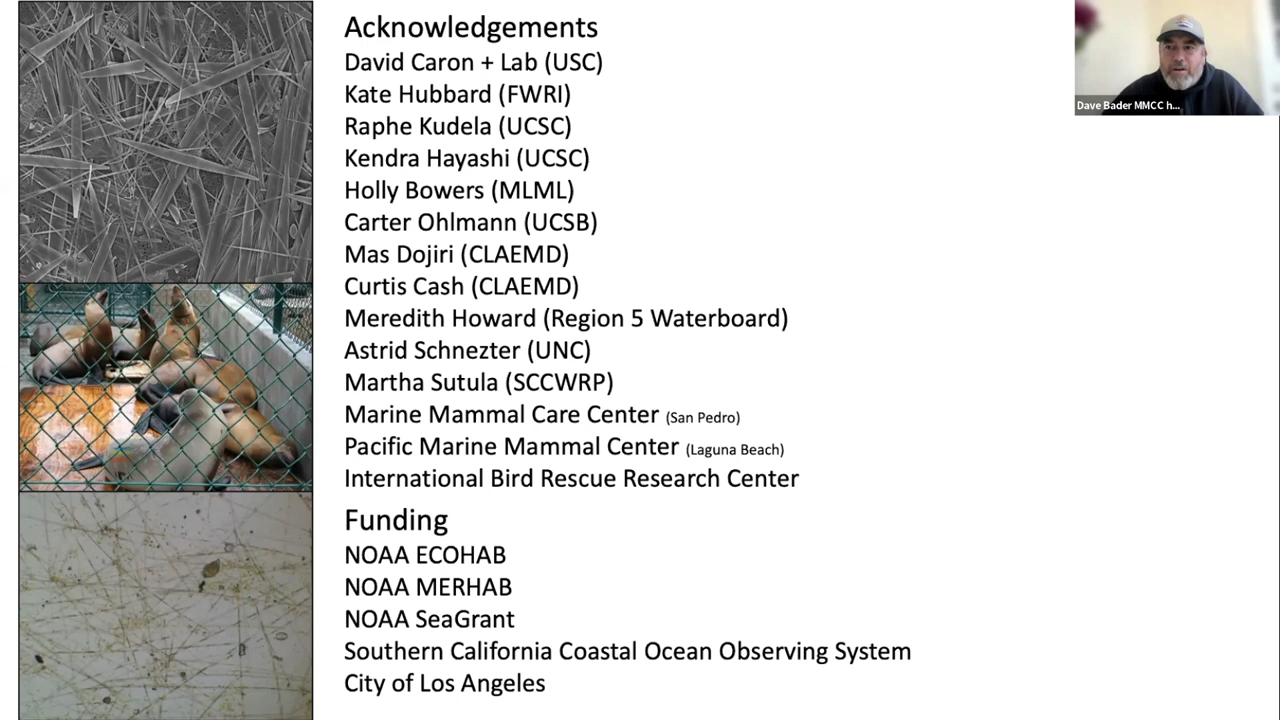 Acknowledgements
David Caron + Lab (USC)
Kate Hubbard (FWRI)
Raphe Kudela (UCSC)
Kendra Hayashi (UCSC)
Holly Bowers (MLML)
Carter Ohlmann (UCSB)
Mas Dojiri (CLAEMD)
Curtis Cash (CLAEMD)
Meredith Howard (Region 5 Waterboard)
Astrid Schnezter (UNC)
Martha Sutula (SCCWRP)
Marine Mammal Care Center (San Pedro)
Pacific Marine Mammal Center (Laguna Beach)
International Bird Rescue Research Center
Funding
NOAA ECOHAB
NOAA MERHAB
NOAA SeaGrant
Southern California Coastal Ocean Observing System
City of Los Angeles
Dave Bader MMCC h...